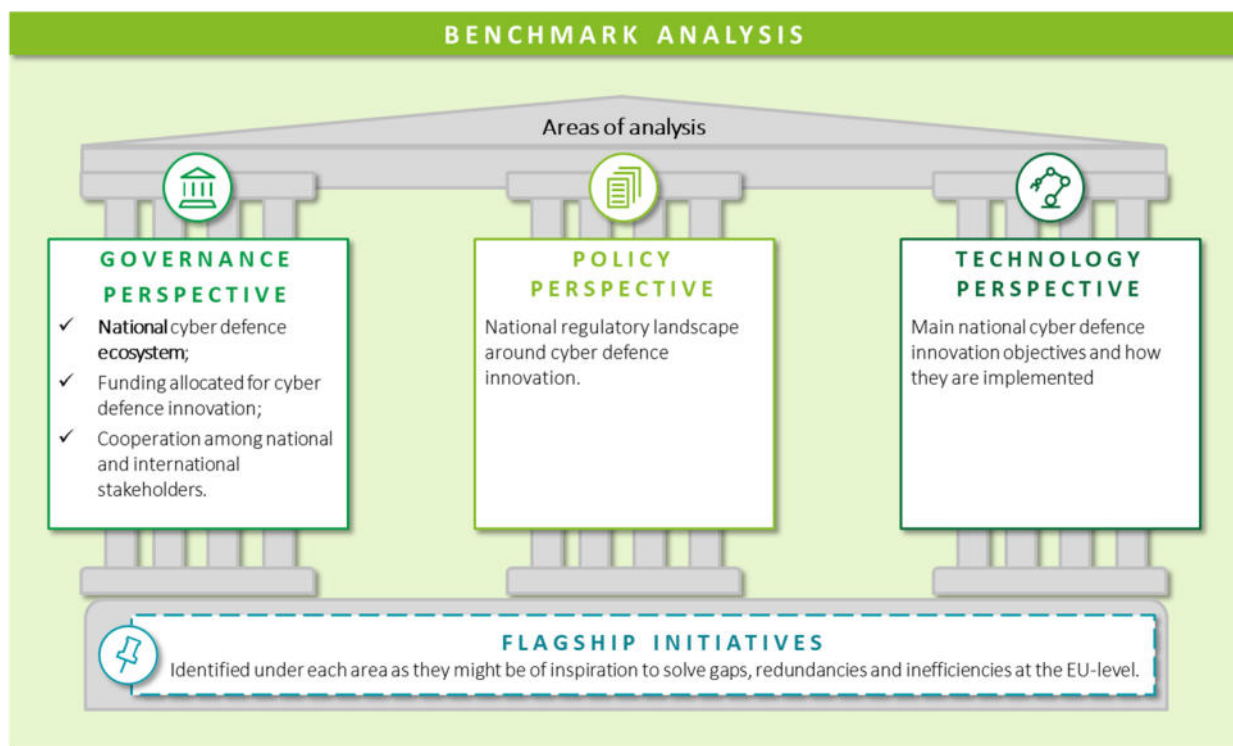 BENCHMARK ANALYSIS
Areas of analysis
GOVERNANCE
PERSPECTIVE
✓ National cyber defence
ecosystem;
✓ Funding allocated for cyber
defence innovation;
✓ Cooperation among national
and international
stakeholders.
POLICY
PERSPECTIVE
National regulatory landscape
around cyber defence
innovation.
TECHNOLOGY
PERSPECTIVE
Main national cyber defence
innovation objectives and how
they are implemented
FLAGSHIP INITIATIVES
Identified under each area as they might be of inspiration to solve gaps, redundancies and inefficiencies at the EU-level.